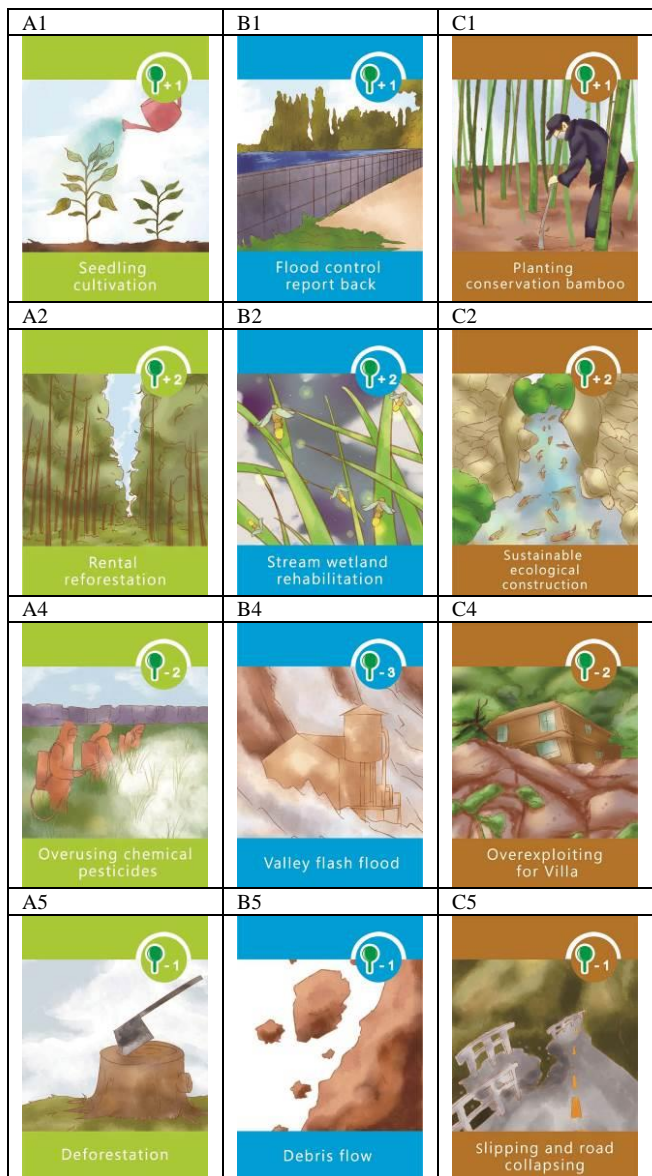 A1
B1
C1
+1
+1
+1
Seedling
cultivation
Flood control
report back
Planting
conservation bamboo
A2
B2
C2
+2
+2
+2
Rental
reforestation
Stream wetland
rehabilitation
Sustainable
ecological
construction
A4
B4
C4
-2
-3
-2
Overusing chemical
pesticides
Valley flash flood
Overexploiting
for Villa
A5
B5
C5
-1
-1
-1
Deforestation
Debris flow
Slipping and road
collapsing